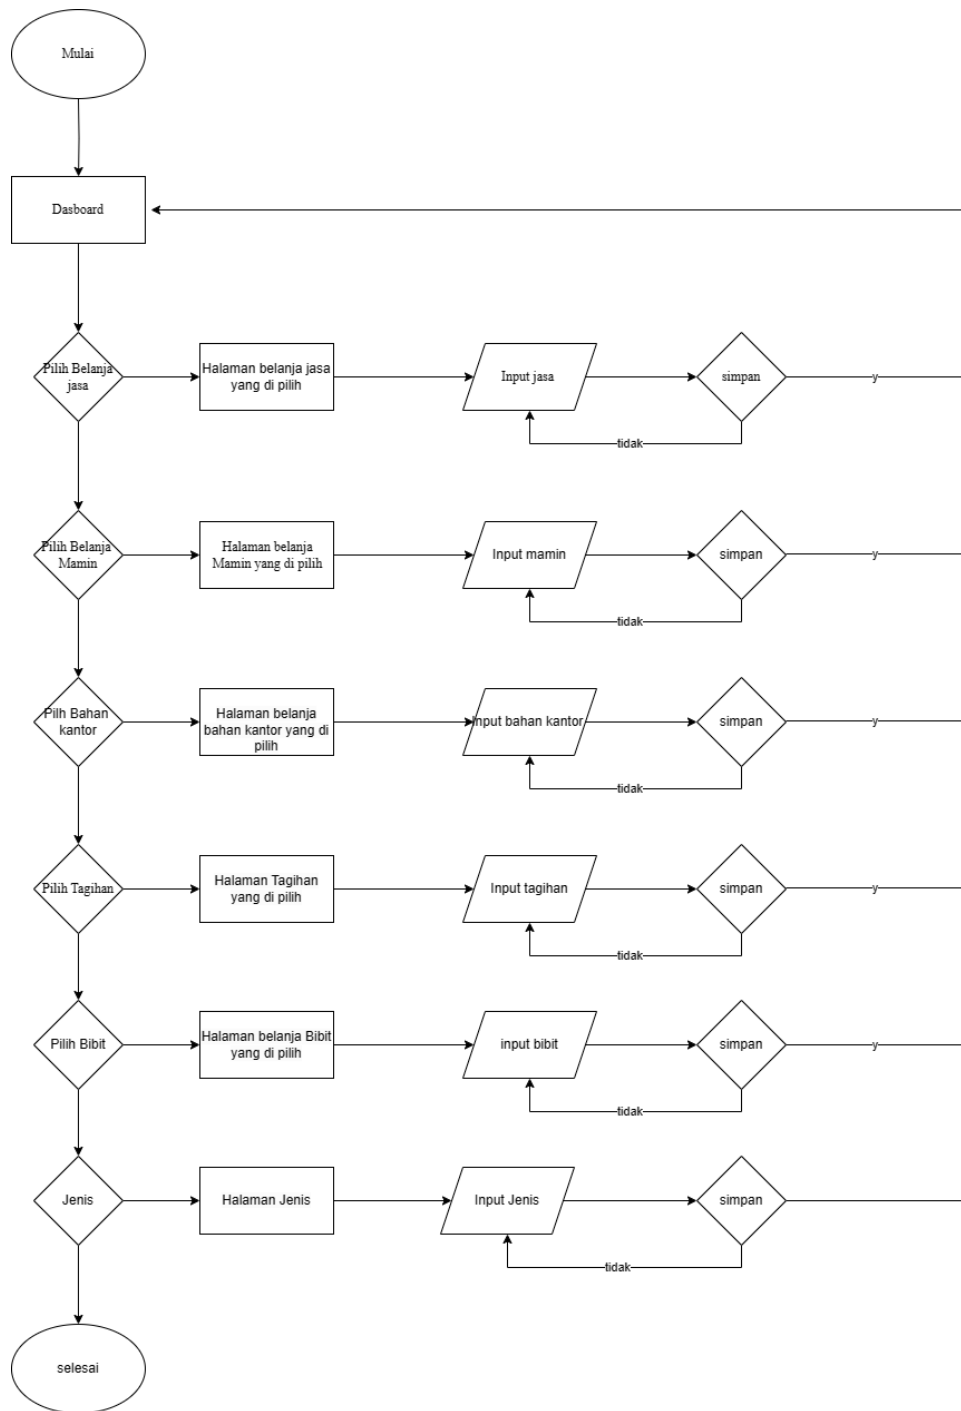 Mulai
Dasboard
Pilih Belanja
jasa
Halaman belanja jasa
yang di pilih
Input jasa
simpan
y
tidak
Pilih Belanja
Mamin
Halaman belanja
Mamin yang di pilih
Input mamin
simpan
y
tidak
Pilh Bahan
kantor
Halaman belanja
bahan kantor yang di
pilih
Input bahan kantor
simpan
y
tidak
Pilih Tagihan
Halaman Tagihan
yang di pilih
Input tagihan
simpan
y
tidak
Pilih Bibit
Halaman belanja Bibit
yang di pilih
input bibit
simpan
y
tidak
Jenis
Halaman Jenis
Input Jenis
simpan
tidak
selesai